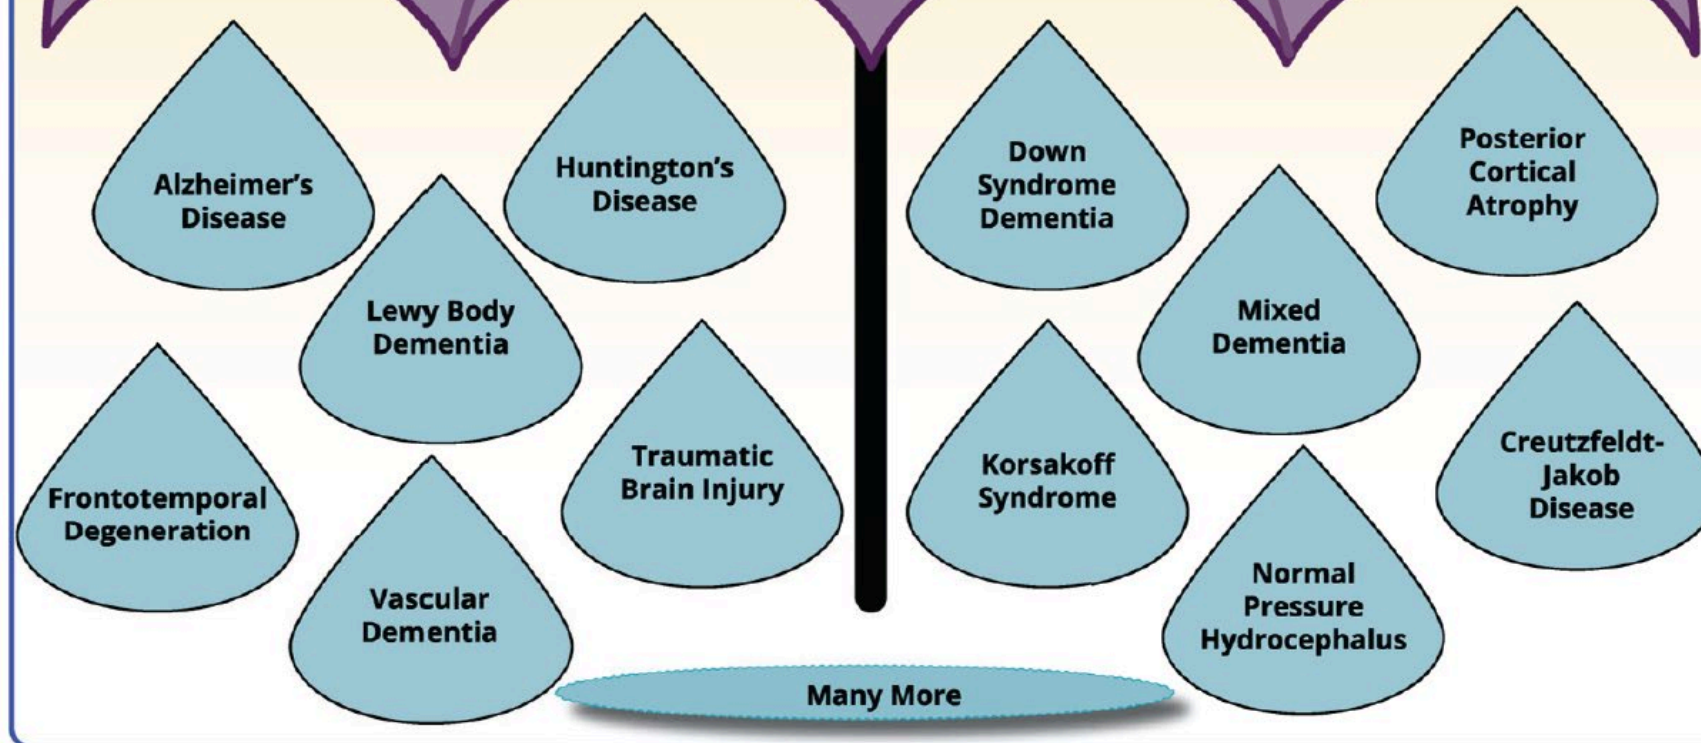 Alzheimer's
Disease
Huntington's
Disease
Lewy Body
Dementia
Frontotemporal
Degeneration
Traumatic
Brain Injury
Vascular
Dementia
Down
Syndrome
Dementia
Posterior
Cortical
Atrophy
Mixed
Dementia
Korsakoff
Syndrome
Creutzfeldt-
Jakob
Disease
Normal
Pressure
Hydrocephalus
Many More